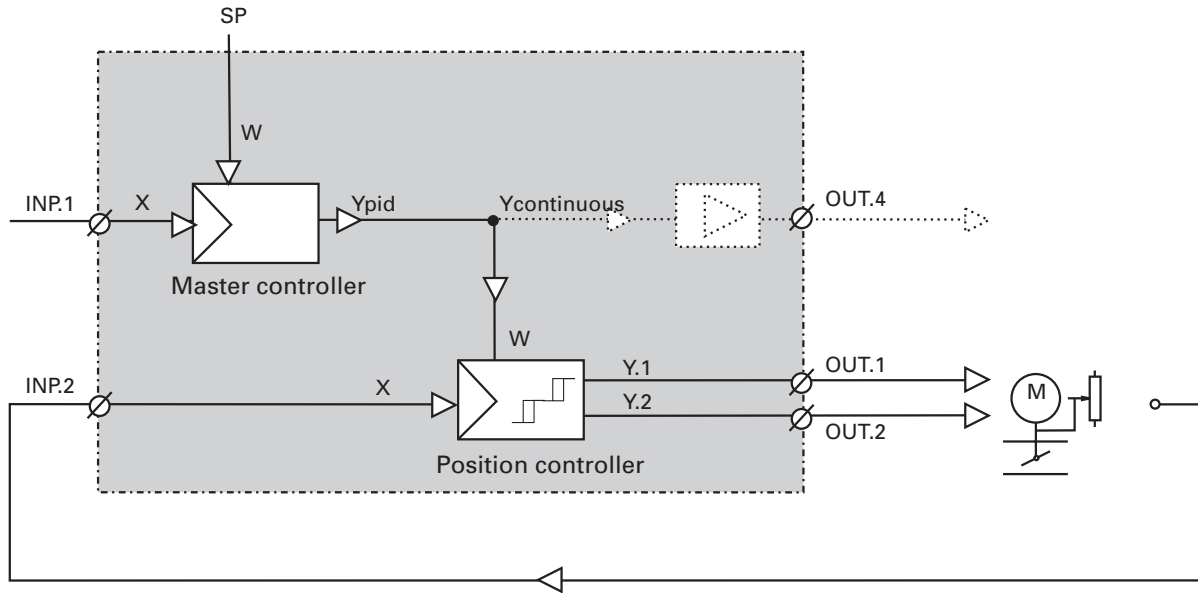 SP
W
INP.1
X
Ypid
Ycontinuous
OUT.4
Master controller
W
INP.2
X
Y.1
OUT.1
M
Y.2
OUT.2
Position controller